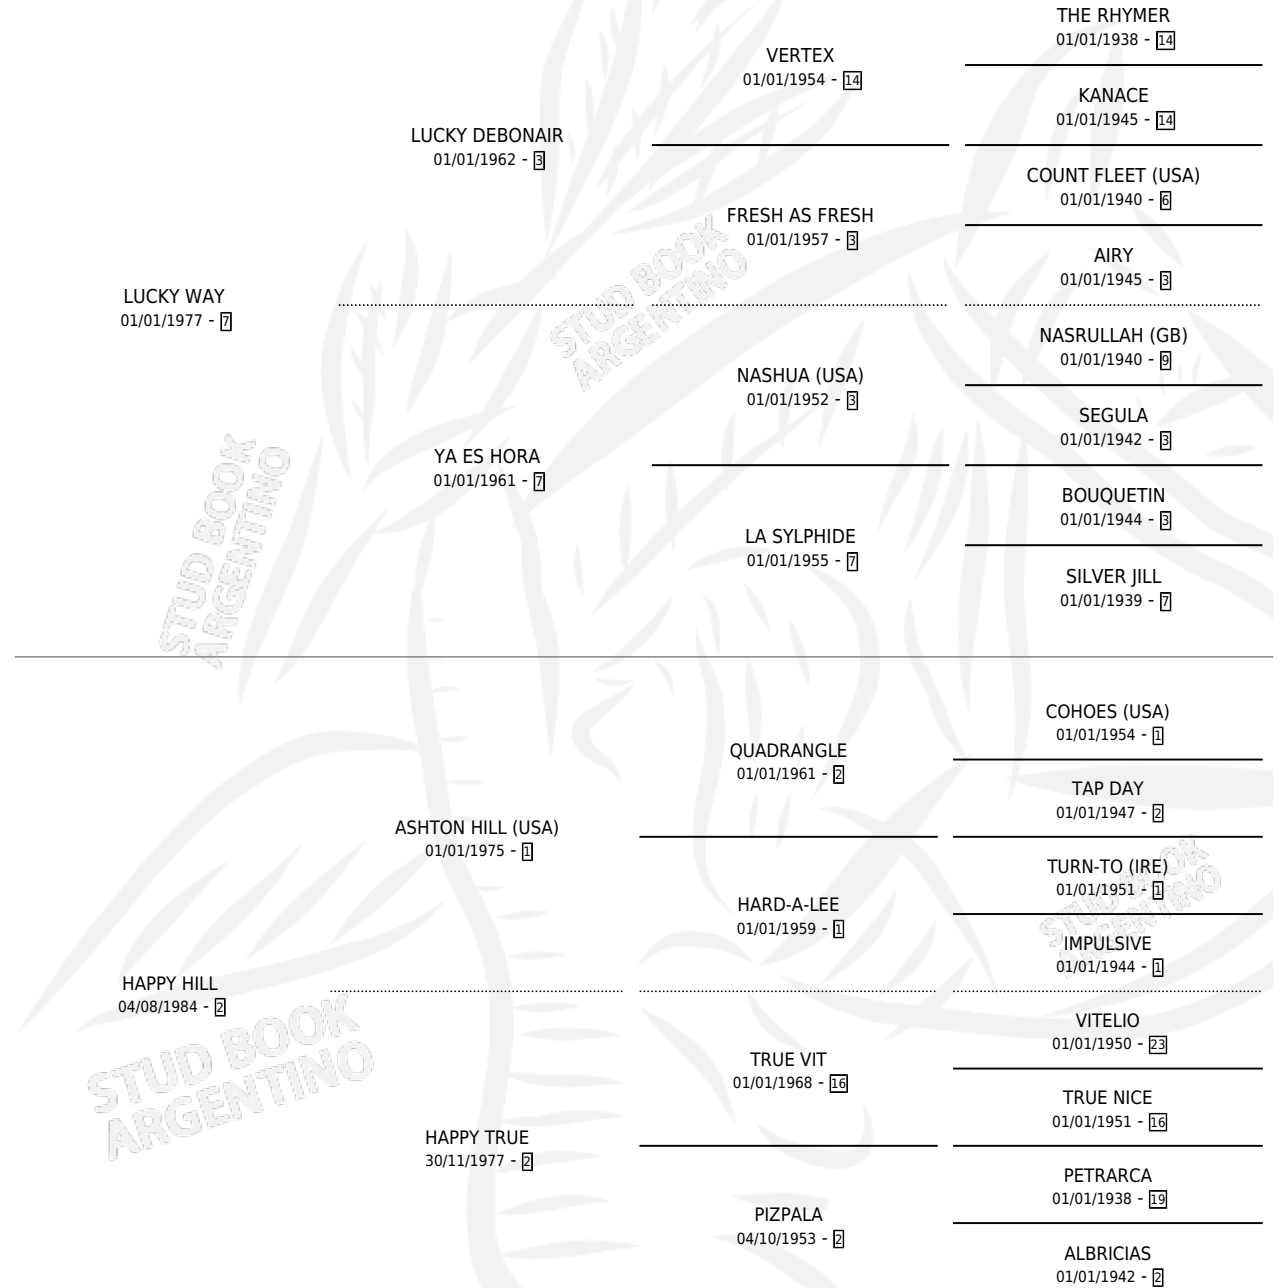 THE RHYMER
01/01/1938 - 14
VERTEX
01/01/1954 - 14
KANACE
01/01/1945 - 14
LUCKY DEBONAIR
01/01/1962 - 3
COUNT FLEET (USA)
01/01/1940 - 6
FRESH AS FRESH
01/01/1957 - 3
AIRY
01/01/1945 - 3
LUCKY WAY
01/01/1977 - 7
NASRULLAH (GB)
01/01/1940 - 9
NASHUA (USA)
01/01/1952 - 3
SEGULA
01/01/1942 - 3
YA ES HORA
01/01/1961 - 7
BOUQUETIN
01/01/1944 - 3
LA SYLPHIDE
01/01/1955 - 7
SILVER JILL
01/01/1939 - 7
COHOES (USA)
01/01/1954 - 1
QUADRANGLE
01/01/1961 - 2
TAP DAY
01/01/1947 - 2
ASHTON HILL (USA)
01/01/1975 - 1
TURN-TO (IRE)
01/01/1951 - 1
HARD-A-LEE
01/01/1959 - 1
IMPULSIVE
01/01/1944 - 1
HAPPY HILL
04/08/1984 - 2
VITELIO
01/01/1950 - 23
TRUE VIT
01/01/1968 - 16
TRUE NICE
01/01/1951 - 16
HAPPY TRUE
30/11/1977 - 2
PETRARCA
01/01/1938 - 19
PIZPALA
04/10/1953 - 2
ALBRICIAS
01/01/1942 - 2
STUD BOOK
ARGENTINO
STUD BOOK
ARGENTINO
STUD BOOK
ARGENTINO
STUD BOOK
ARGENTINO